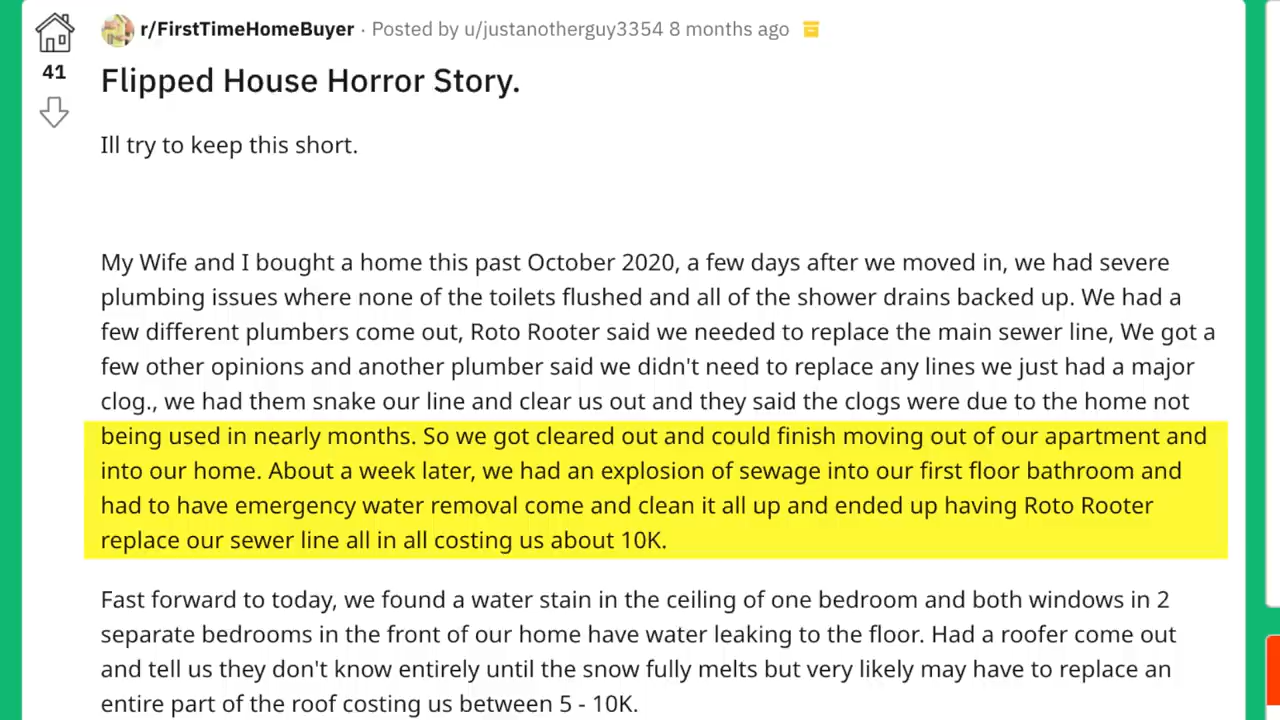 r/FirstTimeHomeBuyer · Posted by u/justanotherguy3354 8 months ago
41
Flipped House Horror Story.
Ill try to keep this short.
My Wife and I bought a home this past October 2020, a few days after we moved in, we had severe
plumbing issues where none of the toilets flushed and all of the shower drains backed up. We had a
few different plumbers come out, Roto Rooter said we needed to replace the main sewer line, We got a
few other opinions and another plumber said we didn't need to replace any lines we just had a major
clog., we had them snake our line and clear us out and they said the clogs were due to the home not
being used in nearly months. So we got cleared out and could finish moving out of our apartment and
into our home. About a week later, we had an explosion of sewage into our first floor bathroom and
had to have emergency water removal come and clean it all up and ended up having Roto Rooter
replace our sewer line all in all costing us about 10K.
Fast forward to today, we found a water stain in the ceiling of one bedroom and both windows in 2
separate bedrooms in the front of our home have water leaking to the floor. Had a roofer come out
and tell us they don't know entirely until the snow fully melts but very likely may have to replace an
entire part of the roof costing us between 5 - 10K.